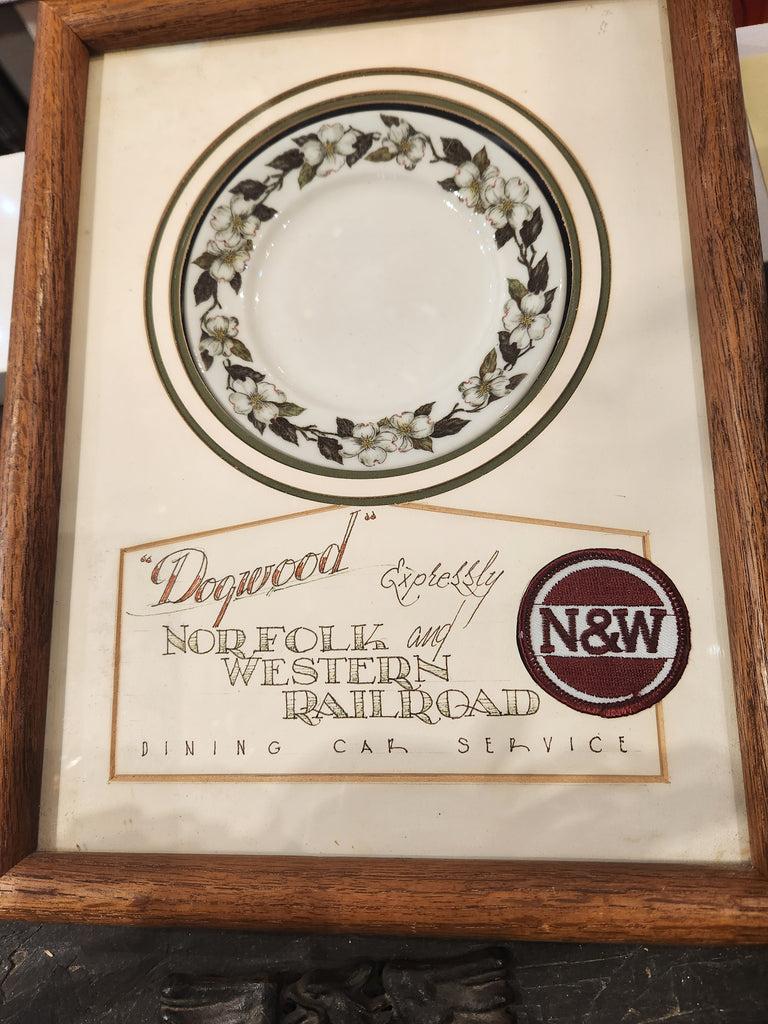 "Dogwood"
Expressly
NORFOLK and
WESTERN
RAILROAD
N&W
DINING CAR SERVICE